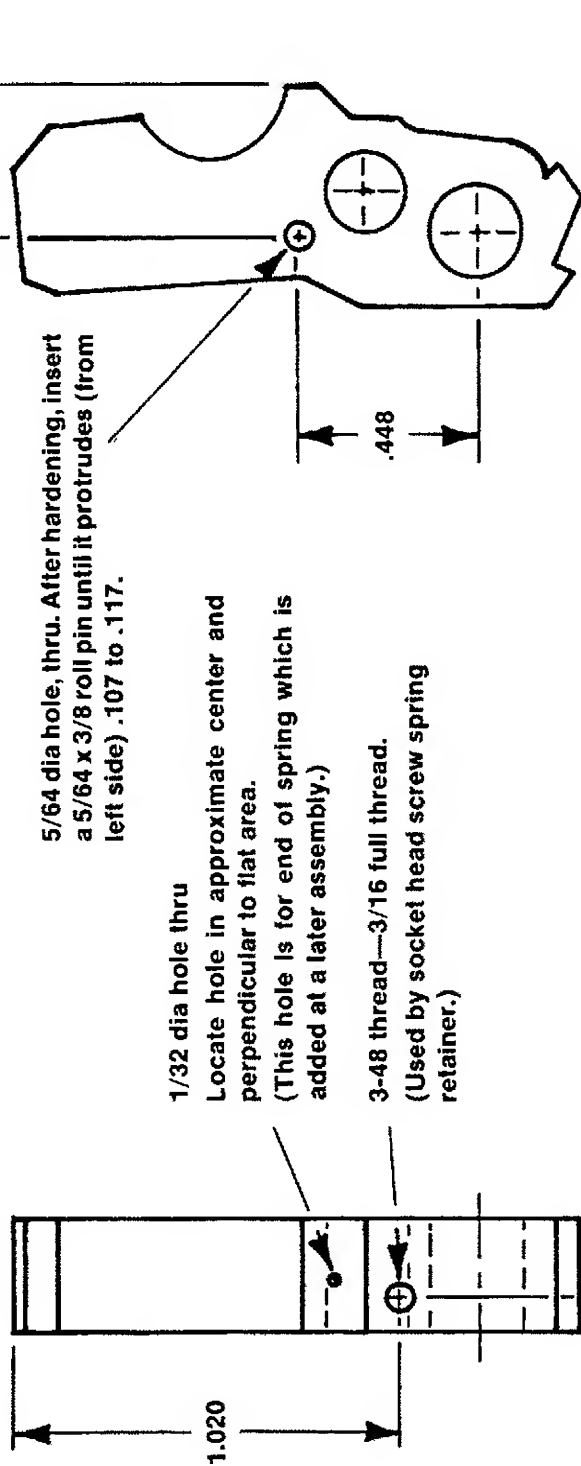 5/64 dia hole, thru. After hardening, insert
a 5/64 x 3/8 roll pin until it protrudes (from
left side) .107 to .117.
.448
1/32 dia hole thru
Locate hole in approximate center and
perpendicular to flat area.
(This hole is for end of spring which is
added at a later assembly.)
3-48 thread—3/16 full thread.
(Used by socket head screw spring
retainer.)
1.020